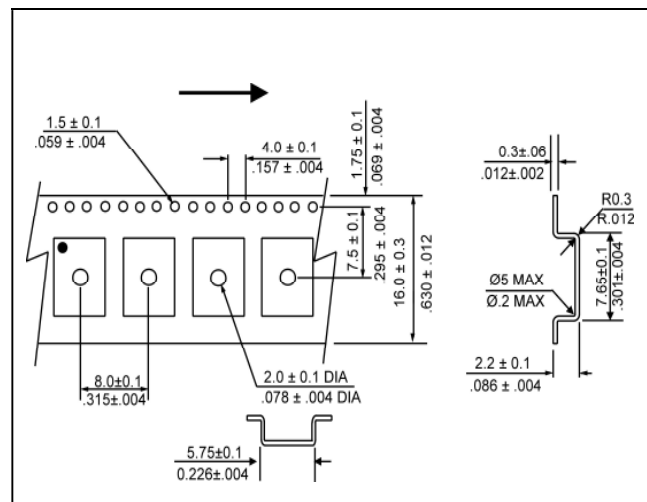 1.5 ± 0.1
.059 ± .004
4.0 ± 0.1
.157 ± .004
1.75 ± 0.1
.069 ± .004
7.5 ± 0.1
.295 ± .004
16.0 ± 0.3
.630 ± .012
8.0±0.1
.315±.004
2.0 ± 0.1 DIA
.078 ± .004 DIA
5.75±0.1
0.226±.004
0.3±.06
.012±.002
R0.3
R.012
Ø5 MAX
Ø.2 MAX
7.65±0.1
.301±.004
2.2 ± 0.1
.086 ± .004